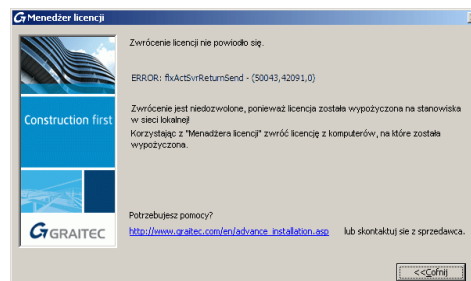 Menedżer licencji
Zwrócenie licencji nie powiodło się.
ERROR: flxActSvrReturnSend - (50043,42091,0)
Zwrócenie jest niedozwolone, ponieważ licencja została wypożyczona na stanowiska
w sieci lokalnej!
Korzystając z "Menadżera licencji" zwróć licencję z komputerów, na które została
wypożyczona.
Construction first
GRAITEC
Potrzebujesz pomocy?
http://www.graitec.com/en/advance_installation.asp lub skontaktuj sie z sprzedawca.
<<Cofnij